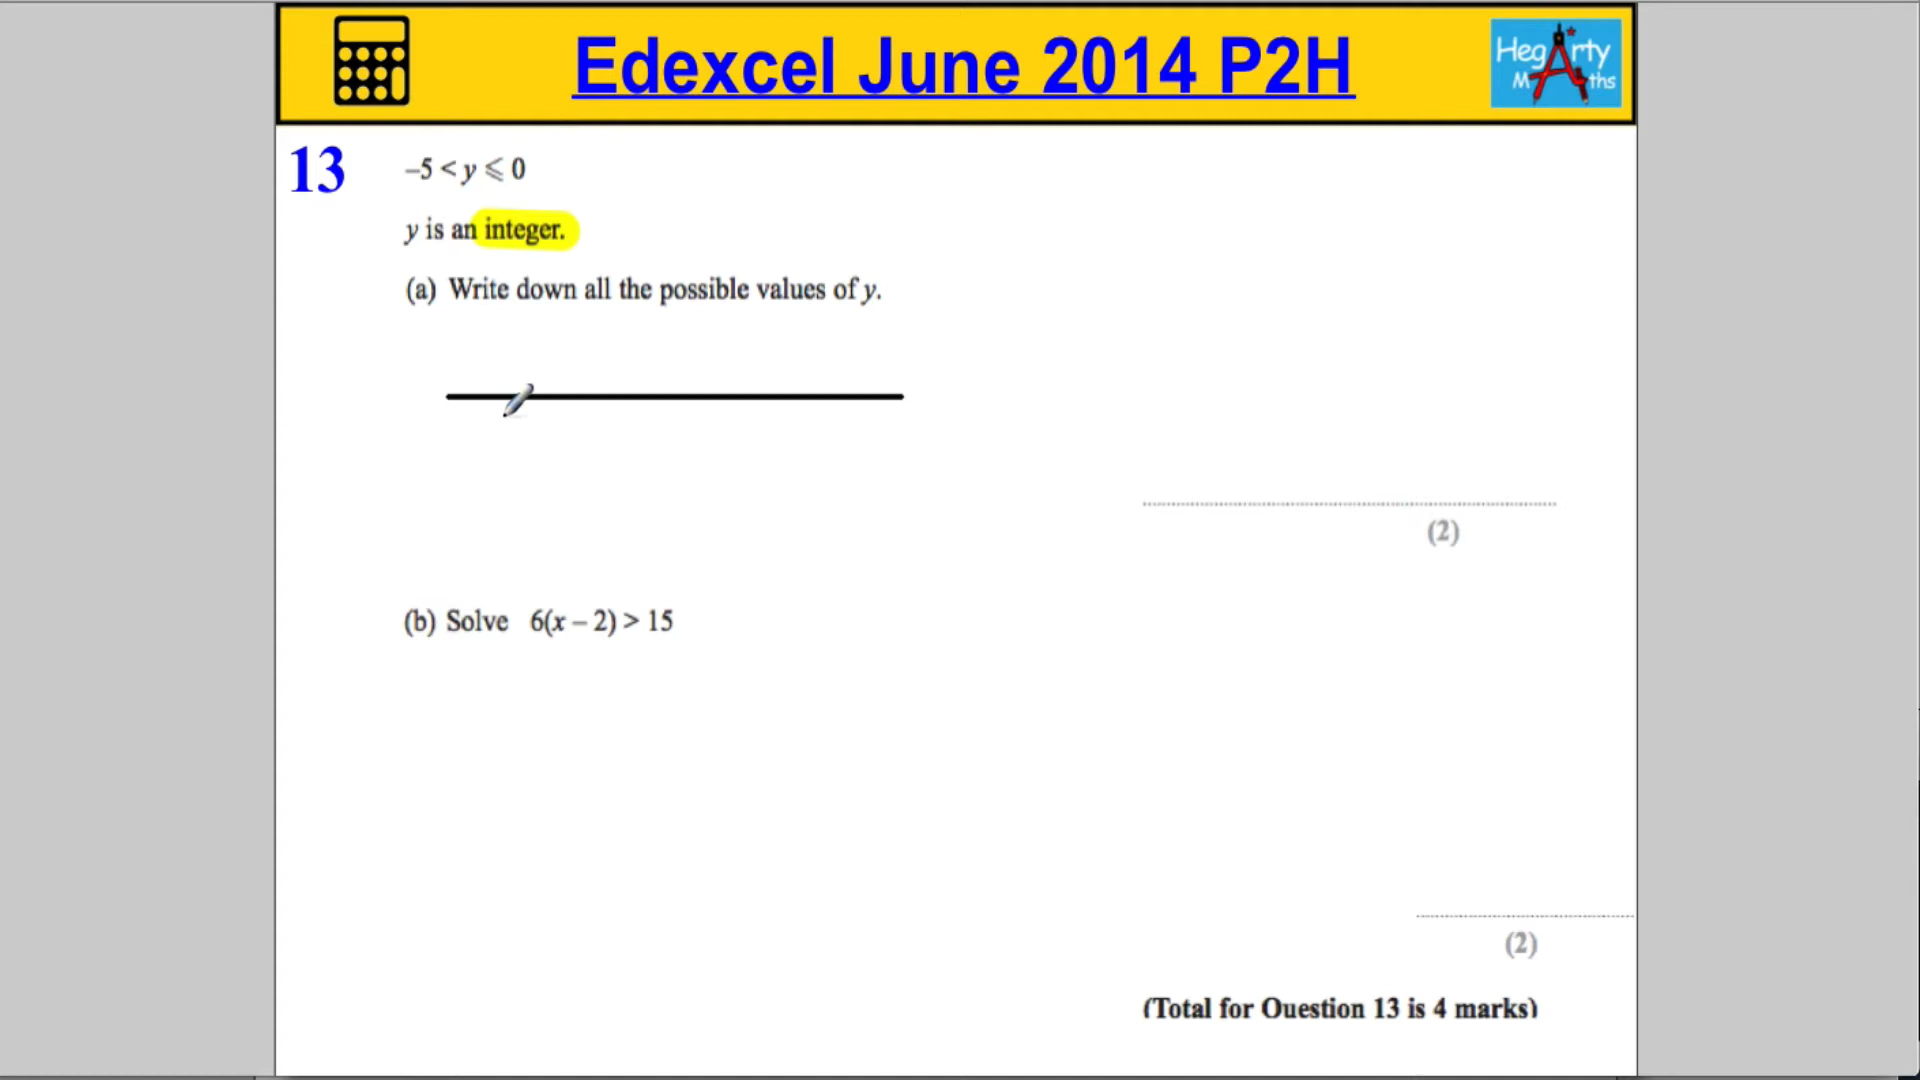 Edexcel June 2014 P2H
HegArty
Mᴀths
13
–5 < y ⩽ 0
y is an integer.
(a) Write down all the possible values of y.
(2)
(b) Solve 6(x – 2) > 15
(2)
(Total for Question 13 is 4 marks)